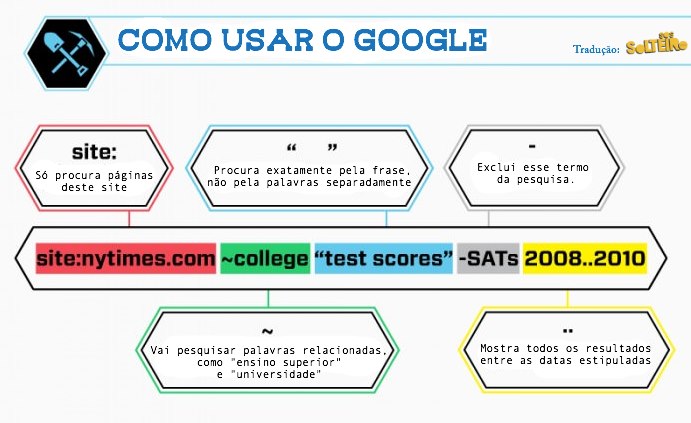 COMO USAR O GOOGLE
Tradução: SOS SOLTEIRO
site:
Só procura páginas
deste site
“ ”
Procura exatamente pela frase,
não pela palavras separadamente
-
Exclui esse termo
da pesquisa.
site:nytimes.com ~college “test scores” -SATs 2008..2010
~
Vai pesquisar palavras relacionadas,
como "ensino superior"
e "universidade"
..
Mostra todos os resultados
entre as datas estipuladas